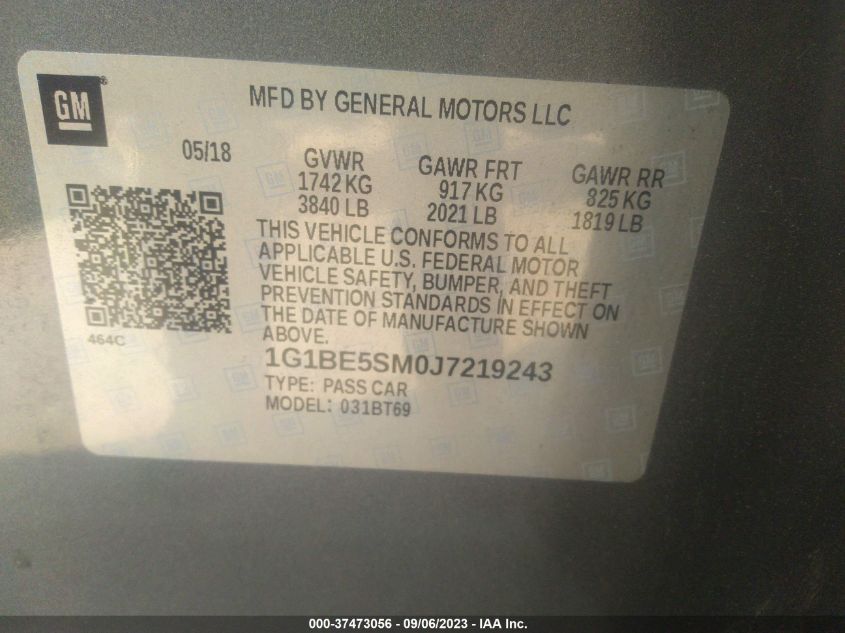 GM
MFD BY GENERAL MOTORS LLC
05/18
GVWR
1742 KG
3840 LB
GAWR FRT
917 KG
2021 LB
GAWR RR
825 KG
1819 LB
THIS VEHICLE CONFORMS TO ALL
APPLICABLE U.S. FEDERAL MOTOR
VEHICLE SAFETY, BUMPER, AND THEFT
PREVENTION STANDARDS IN EFFECT ON
THE DATE OF MANUFACTURE SHOWN
ABOVE.
464C
1G1BE5SM0J7219243
TYPE: PASS CAR
MODEL: 031BT69
000-37473056 - 09/06/2023 - IAA Inc.